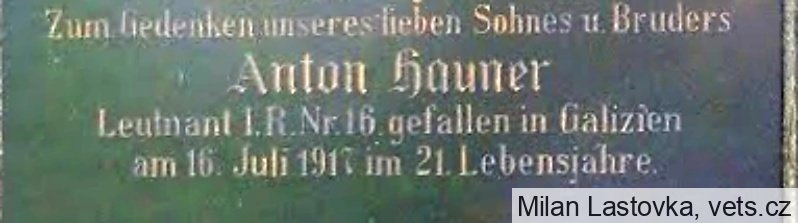 Zum Gedenken unseres lieben Sohnes u. Bruders
Anton Hauner
Leutnant I.R.Nr.16. gefallen in Galizien
am 16. Juli 1917 im 21. Lebensjahre.
Milan Lastovka, vets.cz